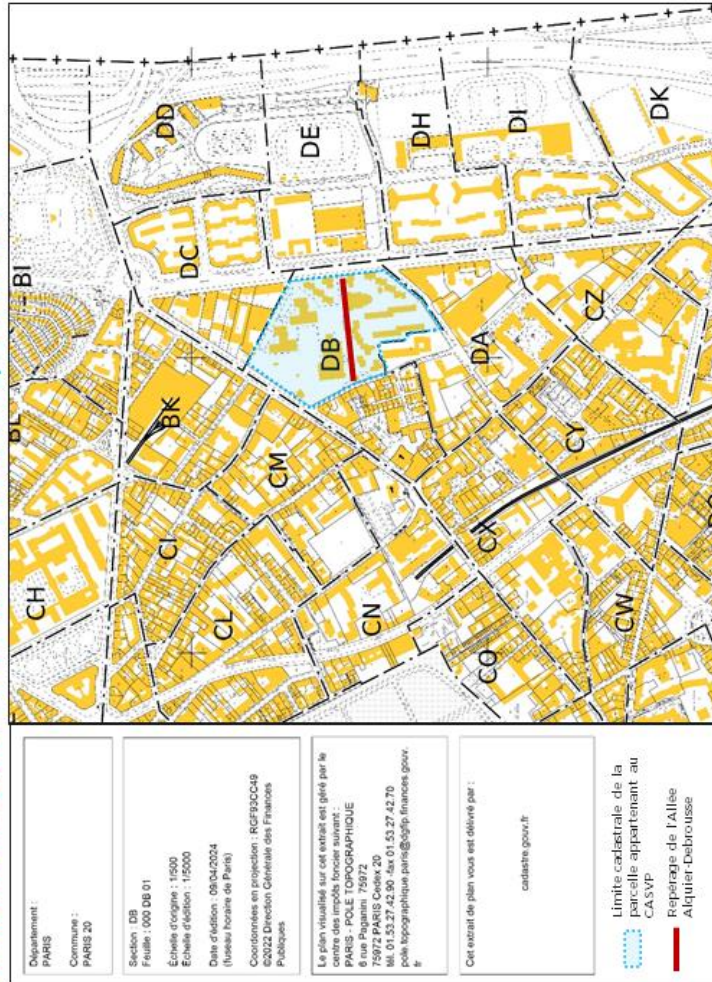 Département :
PARIS
Commune :
PARIS 20
Section : DB
Feuille : 000 DB 01
Échelle d'origine : 1/500
Échelle d'édition : 1/5000
Date d'édition : 09/04/2024
(fuseau horaire de Paris)
Coordonnées en projection : RGF93CC49
©2022 Direction Générale des Finances
Publiques
Le plan visualisé sur cet extrait est géré par le
centre des impôts foncier suivant :
PARIS - POLE TOPOGRAPHIQUE
6 rue Paganini 75972
75972 PARIS Cedex 20
tél. 01.53.27.42.90 -fax 01.53.27.42.70
pole.topographique.paris@dgfip.finances.gouv.
fr
Cet extrait de plan vous est délivré par :
cadastre.gouv.fr
Limite cadastrale de la
parcelle appartenant au
CASVP
Repérage de l'Allée
Alquier-Debrousse
CH
BL
BI
BK
CI
CL
CM
DC
DD
DE
DB
CN
DH
DI
DK
DA
CZ
CY
CX
CO
CW